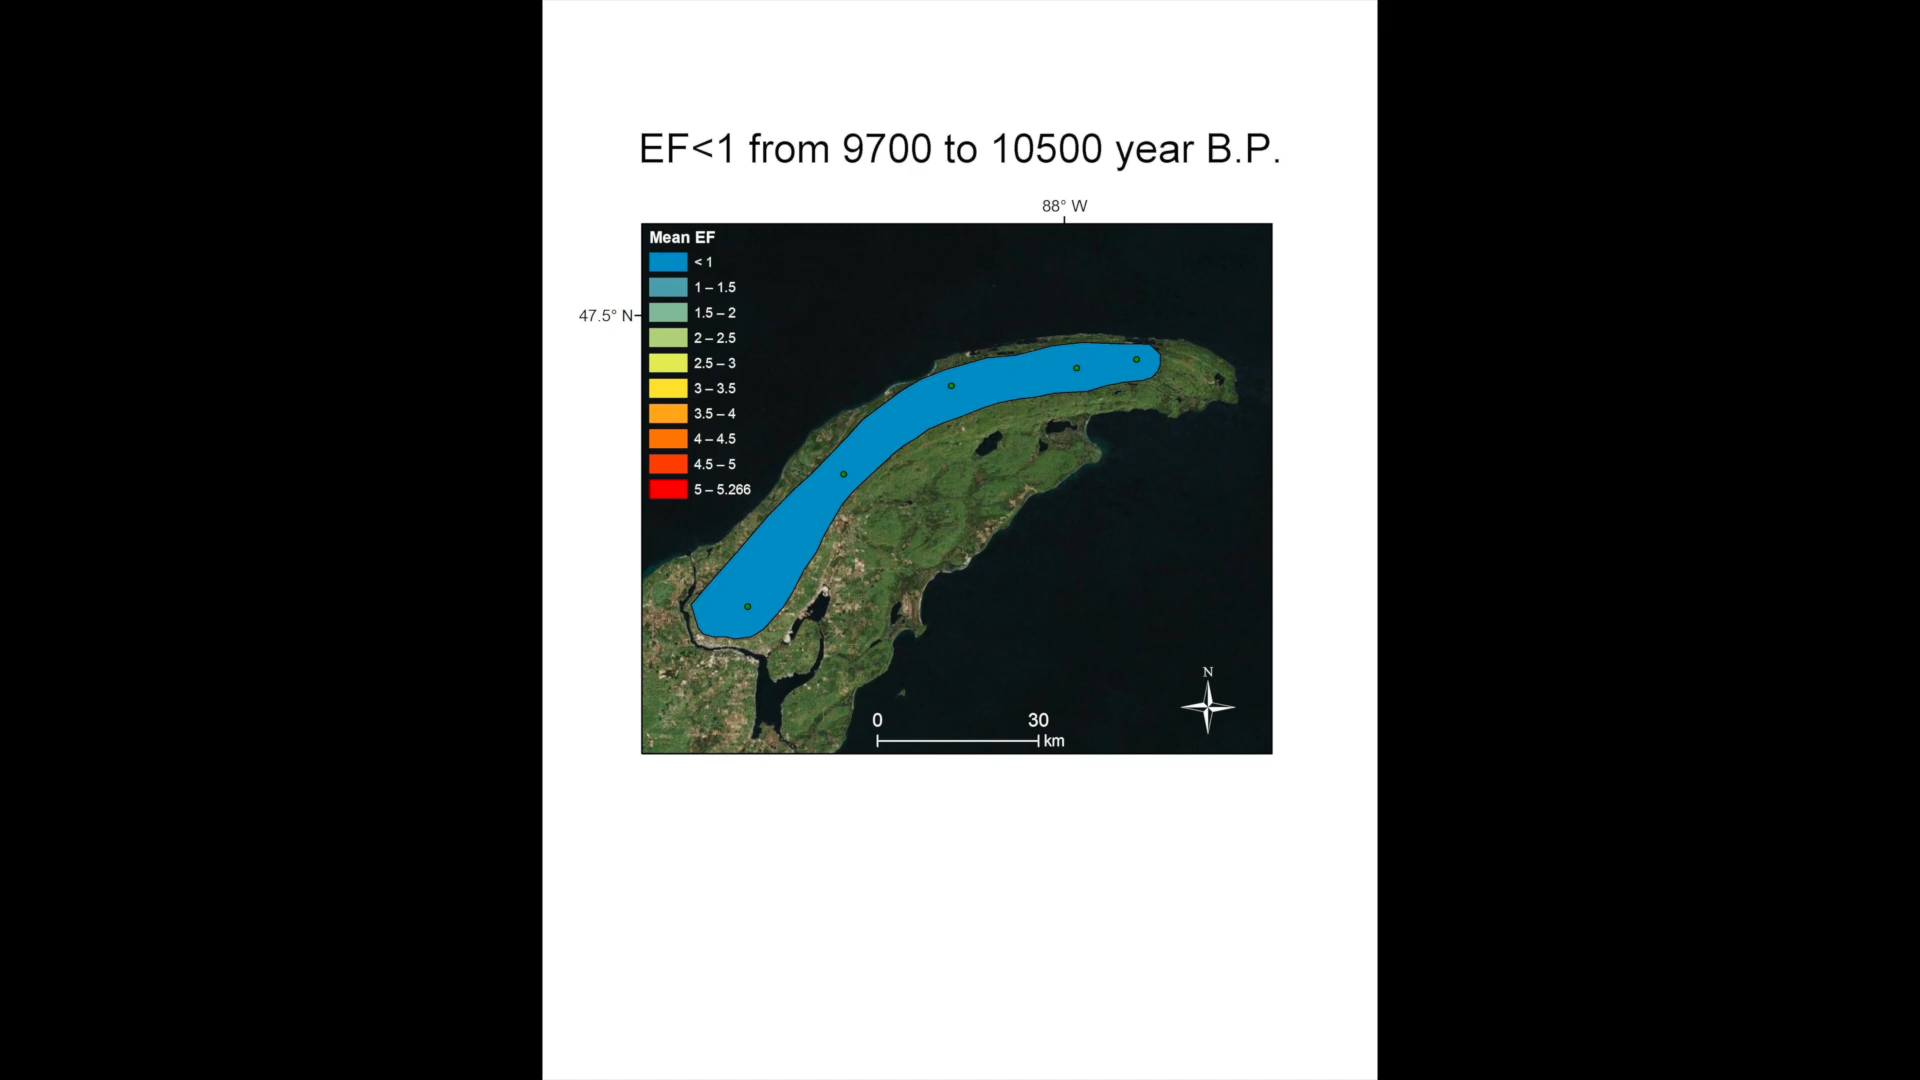 EF<1 from 9700 to 10500 year B.P.
88° W
Mean EF
< 1
1 – 1.5
47.5° N
1.5 – 2
2 – 2.5
2.5 – 3
3 – 3.5
3.5 – 4
4 – 4.5
4.5 – 5
5 – 5.266
N
0 30
km